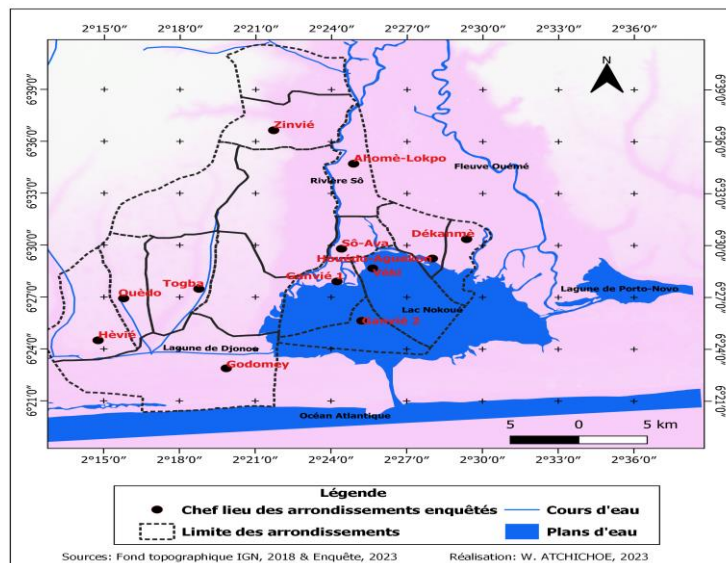 2°15'0" 2°18'0" 2°21'0" 2°24'0" 2°27'0" 2°30'0" 2°33'0" 2°36'0"
N
6°39'0" 6°39'0"
Zinvié
6°36'0" 6°36'0"
Ahomè-Lokpo
Fleuve Ouémé
Rivière Sô
6°33'0" 6°33'0"
Dékanmè
6°30'0" Sô-Ava 6°30'0"
Houédo-Aguékon
Vekky
Ganvié 1
Togba
Ouèdo
6°27'0" Lagune de Porto-Novo 6°27'0"
Lac Nokoué
Ganvié 2
Hèvié
6°24'0" Lagune de Djonou 6°24'0"
Godomey
6°21'0" 6°21'0"
Océan Atlantique
5 0 5 km
2°15'0" 2°18'0" 2°21'0" 2°24'0" 2°27'0" 2°30'0" 2°33'0" 2°36'0"
Légende
Chef lieu des arrondissements enquêtés Cours d'eau
Limite des arrondissements Plans d'eau
Sources: Fond topographique IGN, 2018 & Enquête, 2023 Réalisation: W. ATCHICHOE, 2023